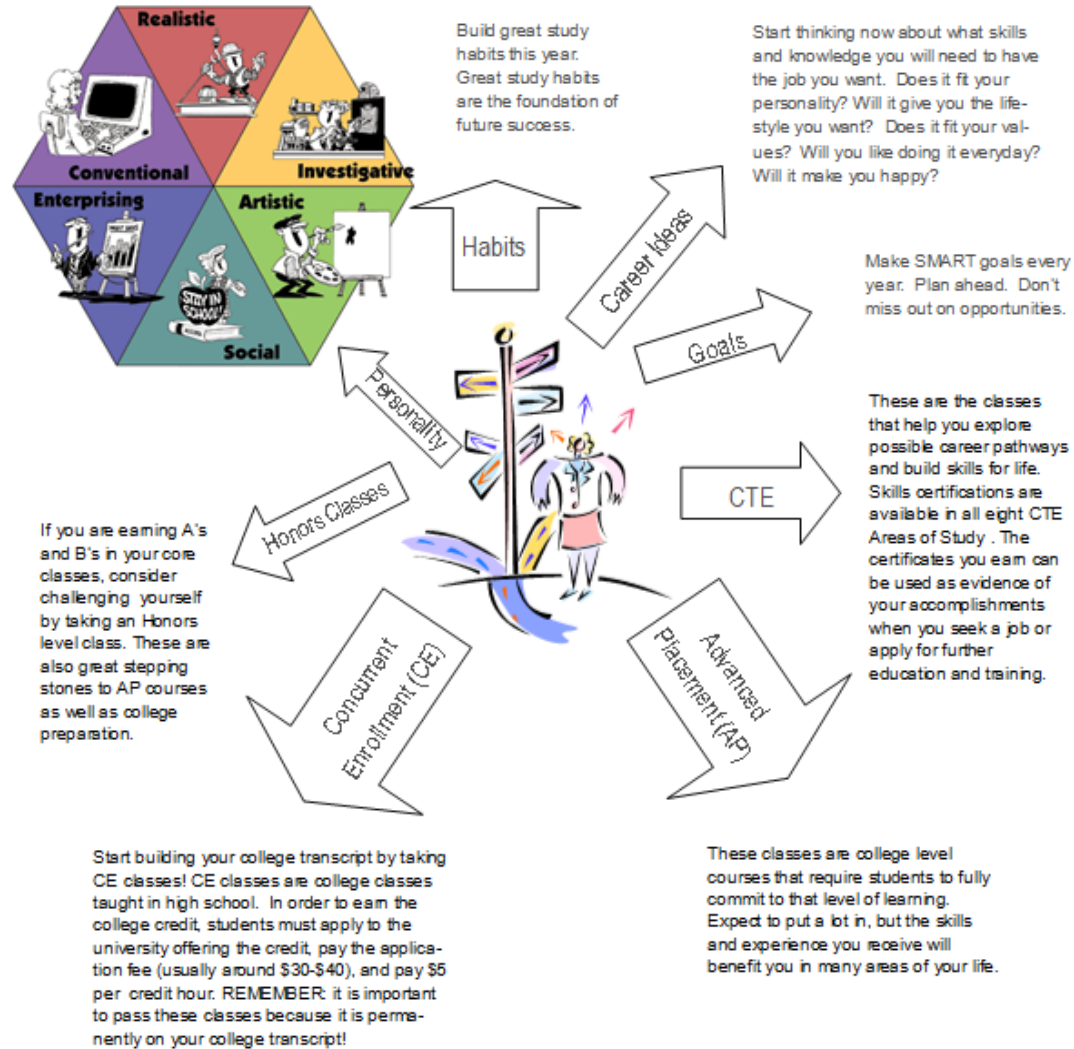 Realistic
Conventional
Investigative
Enterprising
Artistic
STAY IN
SCHOOL!
Social
Build great study
habits this year.
Great study habits
are the foundation of
future success.
Start thinking now about what skills
and knowledge you will need to have
the job you want. Does it fit your
personality? Will it give you the life-
style you want? Does it fit your val-
ues? Will you like doing it everyday?
Will it make you happy?
Habits
Career Ideas
Make SMART goals every
year. Plan ahead. Don't
miss out on opportunities.
Goals
Personality
These are the classes
that help you explore
possible career pathways
and build skills for life.
Skills certifications are
available in all eight CTE
Areas of Study . The
certificates you earn can
be used as evidence of
your accomplishments
when you seek a job or
apply for further
education and training.
CTE
Honors Classes
If you are earning A's
and B's in your core
classes, consider
challenging yourself
by taking an Honors
level class. These are
also great stepping
stones to AP courses
as well as college
preparation.
Concurrent
Enrollment (CE)
Advanced
Placement (AP)
Start building your college transcript by taking
CE classes! CE classes are college classes
taught in high school. In order to earn the
college credit, students must apply to the
university offering the credit, pay the applica-
tion fee (usually around $30-$40), and pay $5
per credit hour. REMEMBER: it is important
to pass these classes because it is perma-
nently on your college transcript!
These classes are college level
courses that require students to fully
commit to that level of learning.
Expect to put a lot in, but the skills
and experience you receive will
benefit you in many areas of your life.